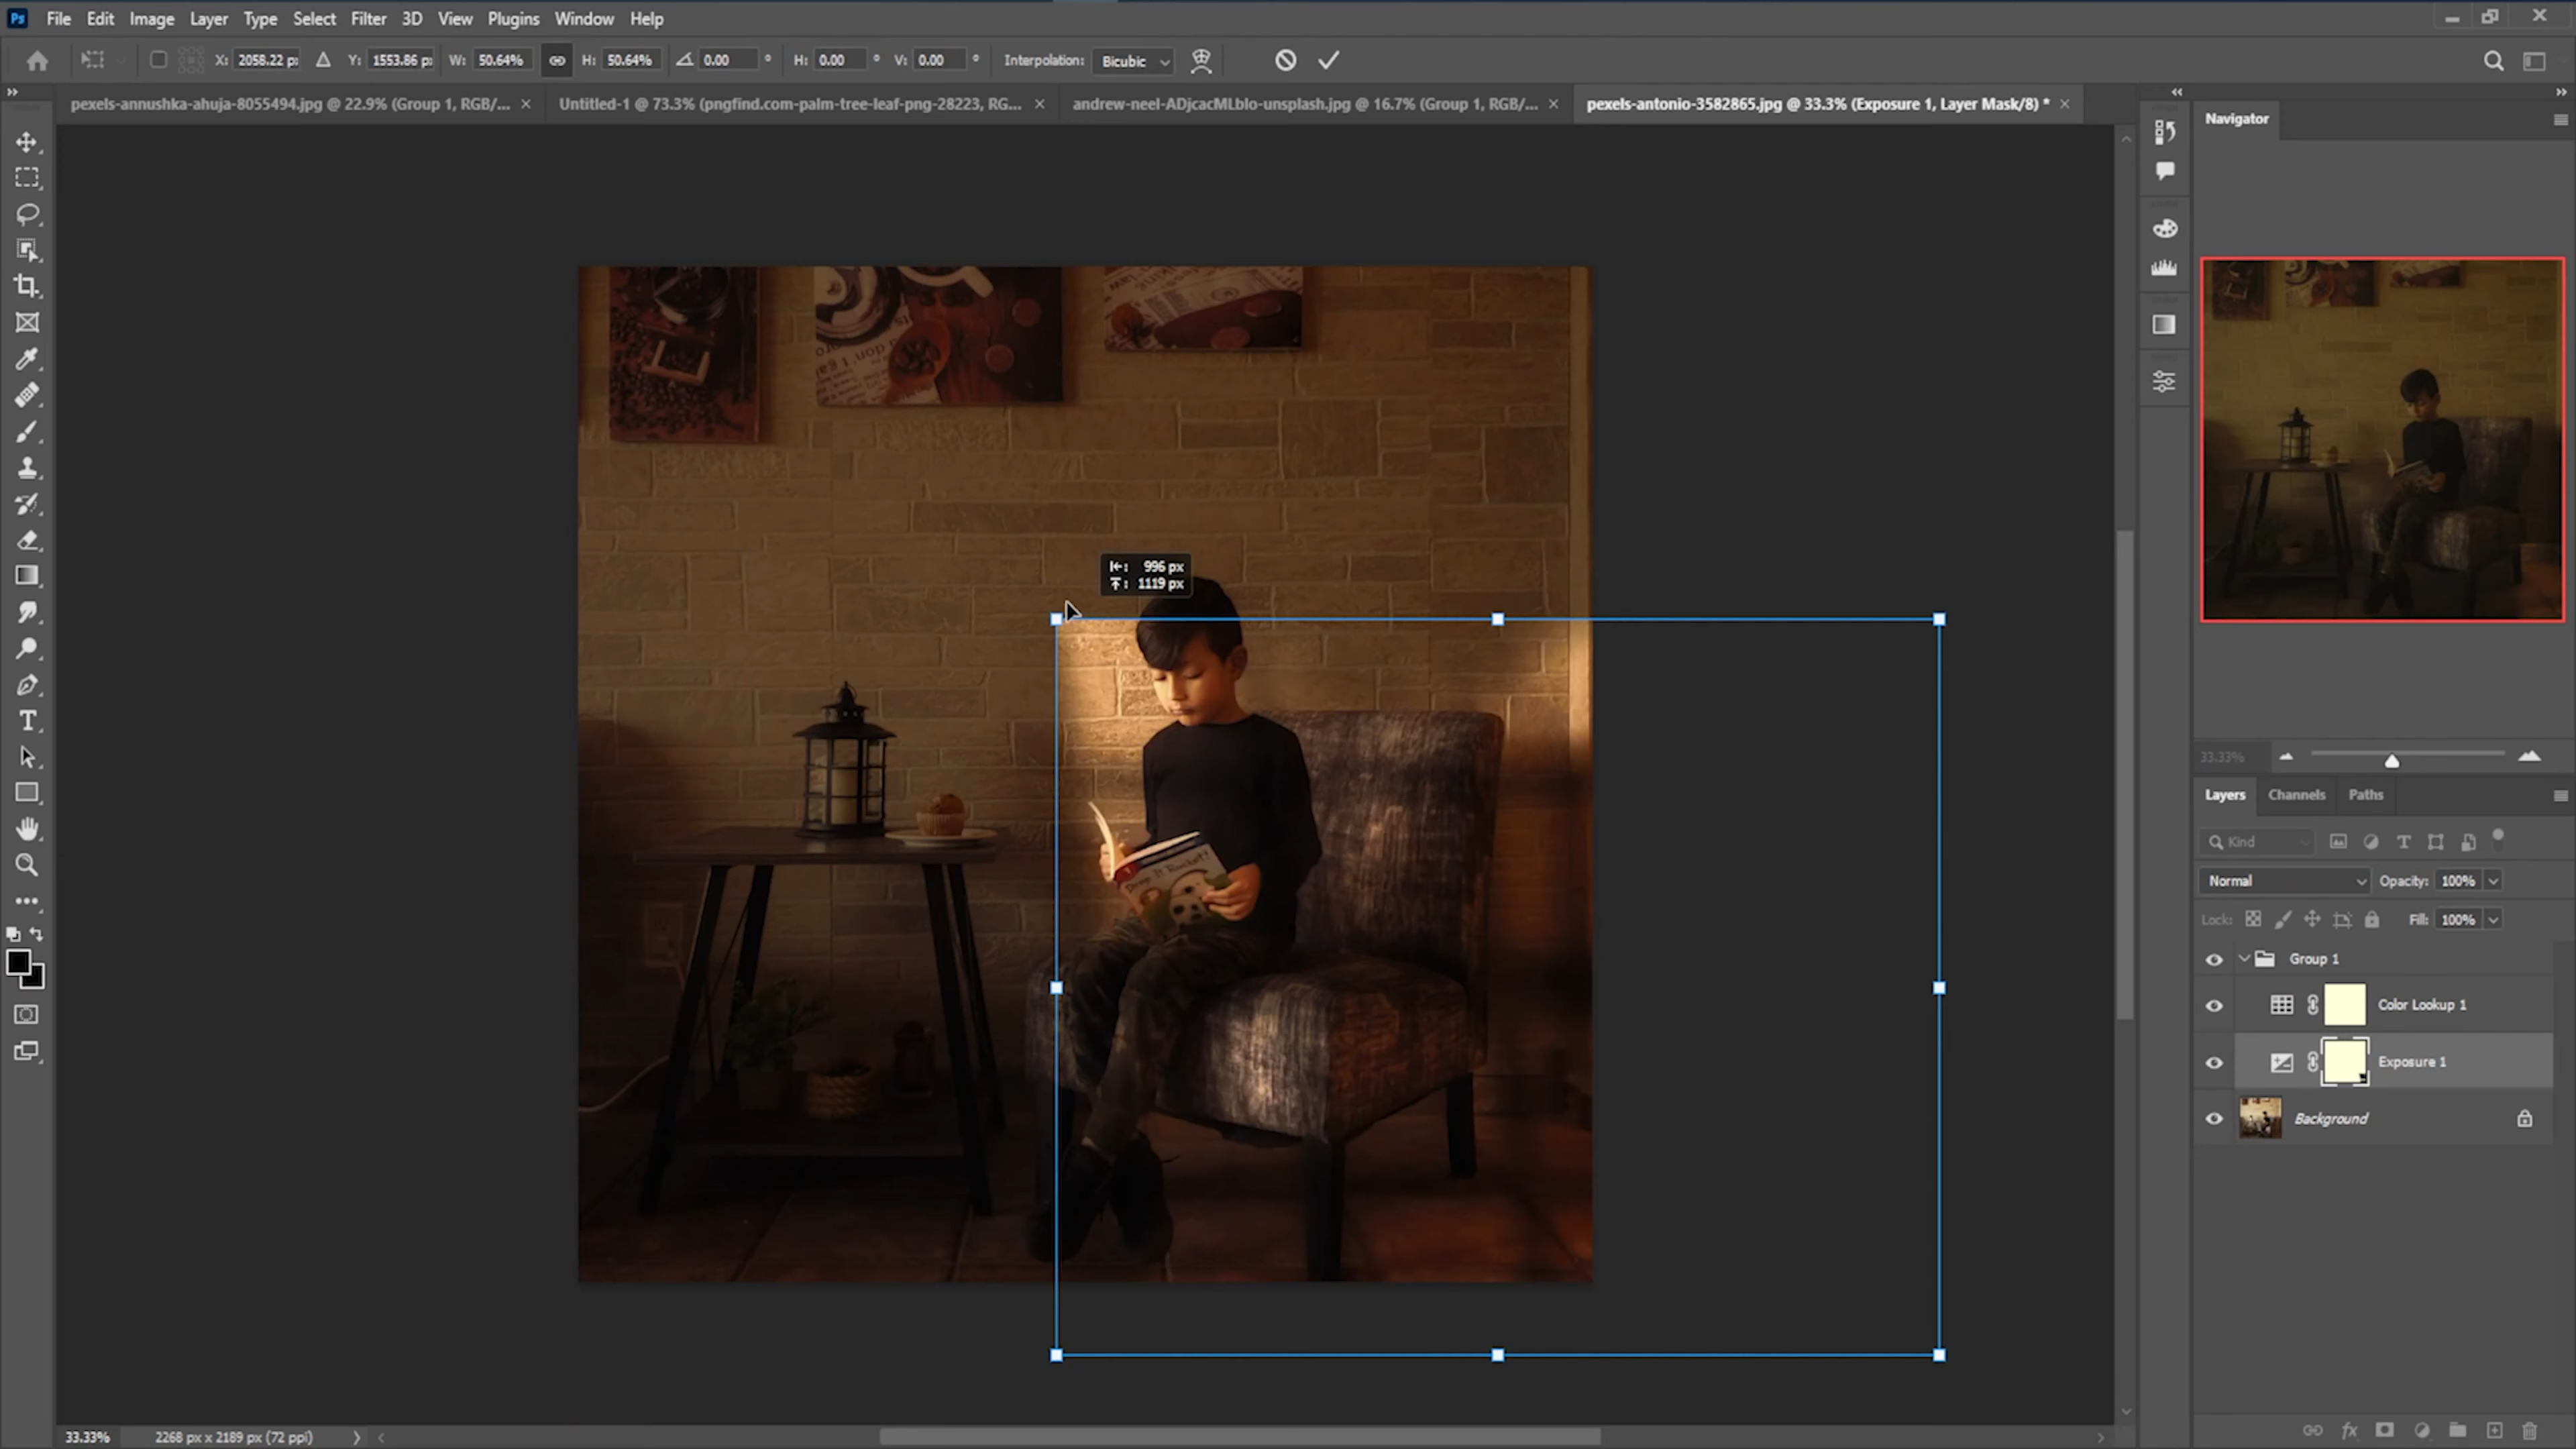 Ps File Edit Image Layer Type Select Filter 3D View Plugins Window Help
X: 2058.22 p: Δ Y: 1553.86 p: W: 50.64% H: 50.64% 0.00 ° H: 0.00 ° V: 0.00 ° Interpolation: Bicubic
pexels-annushka-ahuja-8055494.jpg @ 22.9% (Group 1, RGB/... × Untitled-1 @ 73.3% (pngfind.com-palm-tree-leaf-png-28223, RG... × andrew-neel-ADjcacMLblo-unsplash.jpg @ 16.7% (Group 1, RGB/... × pexels-antonio-3582865.jpg @ 33.3% (Exposure 1, Layer Mask/8) * ×
Navigator
: 996 px
: 1119 px
33.33%
Layers Channels Paths
Kind
Normal Opacity: 100%
Lock: Fill: 100%
Group 1
Color Lookup 1
Exposure 1
Background
33.33% 2268 px x 2189 px (72 ppi)